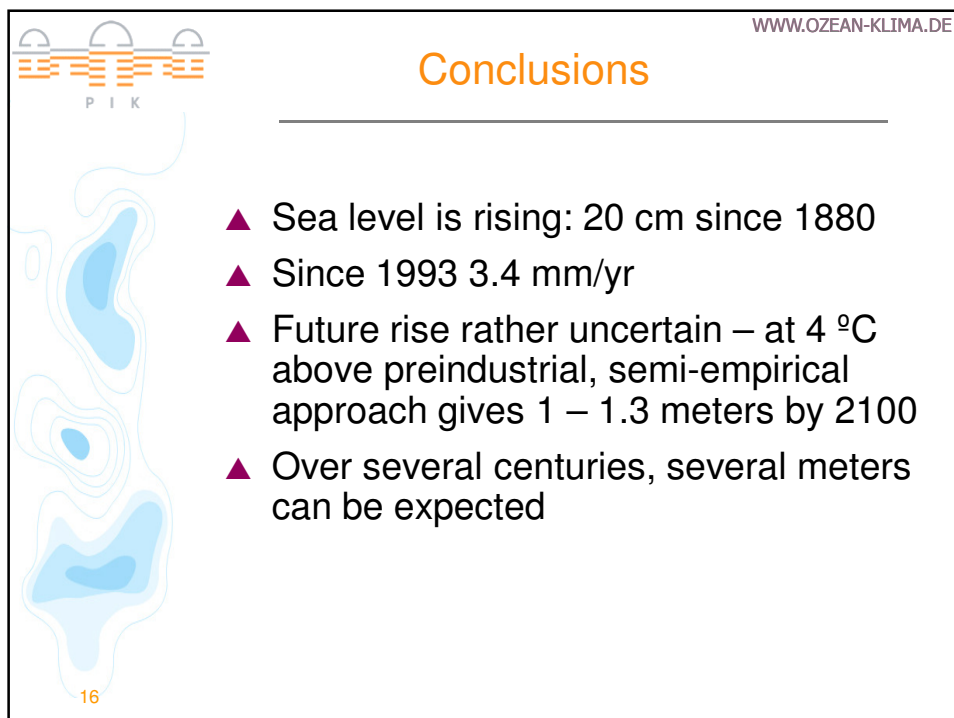 WWW.OZEAN-KLIMA.DE
P I K
Conclusions
▲ Sea level is rising: 20 cm since 1880
▲ Since 1993 3.4 mm/yr
▲ Future rise rather uncertain – at 4 ºC
above preindustrial, semi-empirical
approach gives 1 – 1.3 meters by 2100
▲ Over several centuries, several meters
can be expected
16